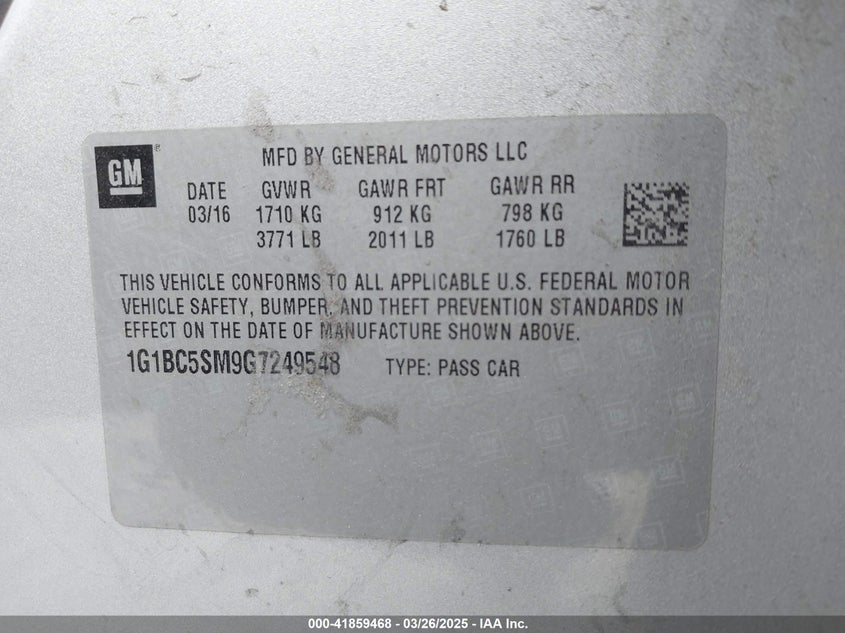 GM
MFD BY GENERAL MOTORS LLC
DATE GVWR GAWR FRT GAWR RR
03/16 1710 KG 912 KG 798 KG
3771 LB 2011 LB 1760 LB
THIS VEHICLE CONFORMS TO ALL APPLICABLE U.S. FEDERAL MOTOR
VEHICLE SAFETY, BUMPER, AND THEFT PREVENTION STANDARDS IN
EFFECT ON THE DATE OF MANUFACTURE SHOWN ABOVE.
1G1BC5SM9G7249548 TYPE: PASS CAR
000-41859468 - 03/26/2025 - IAA Inc.